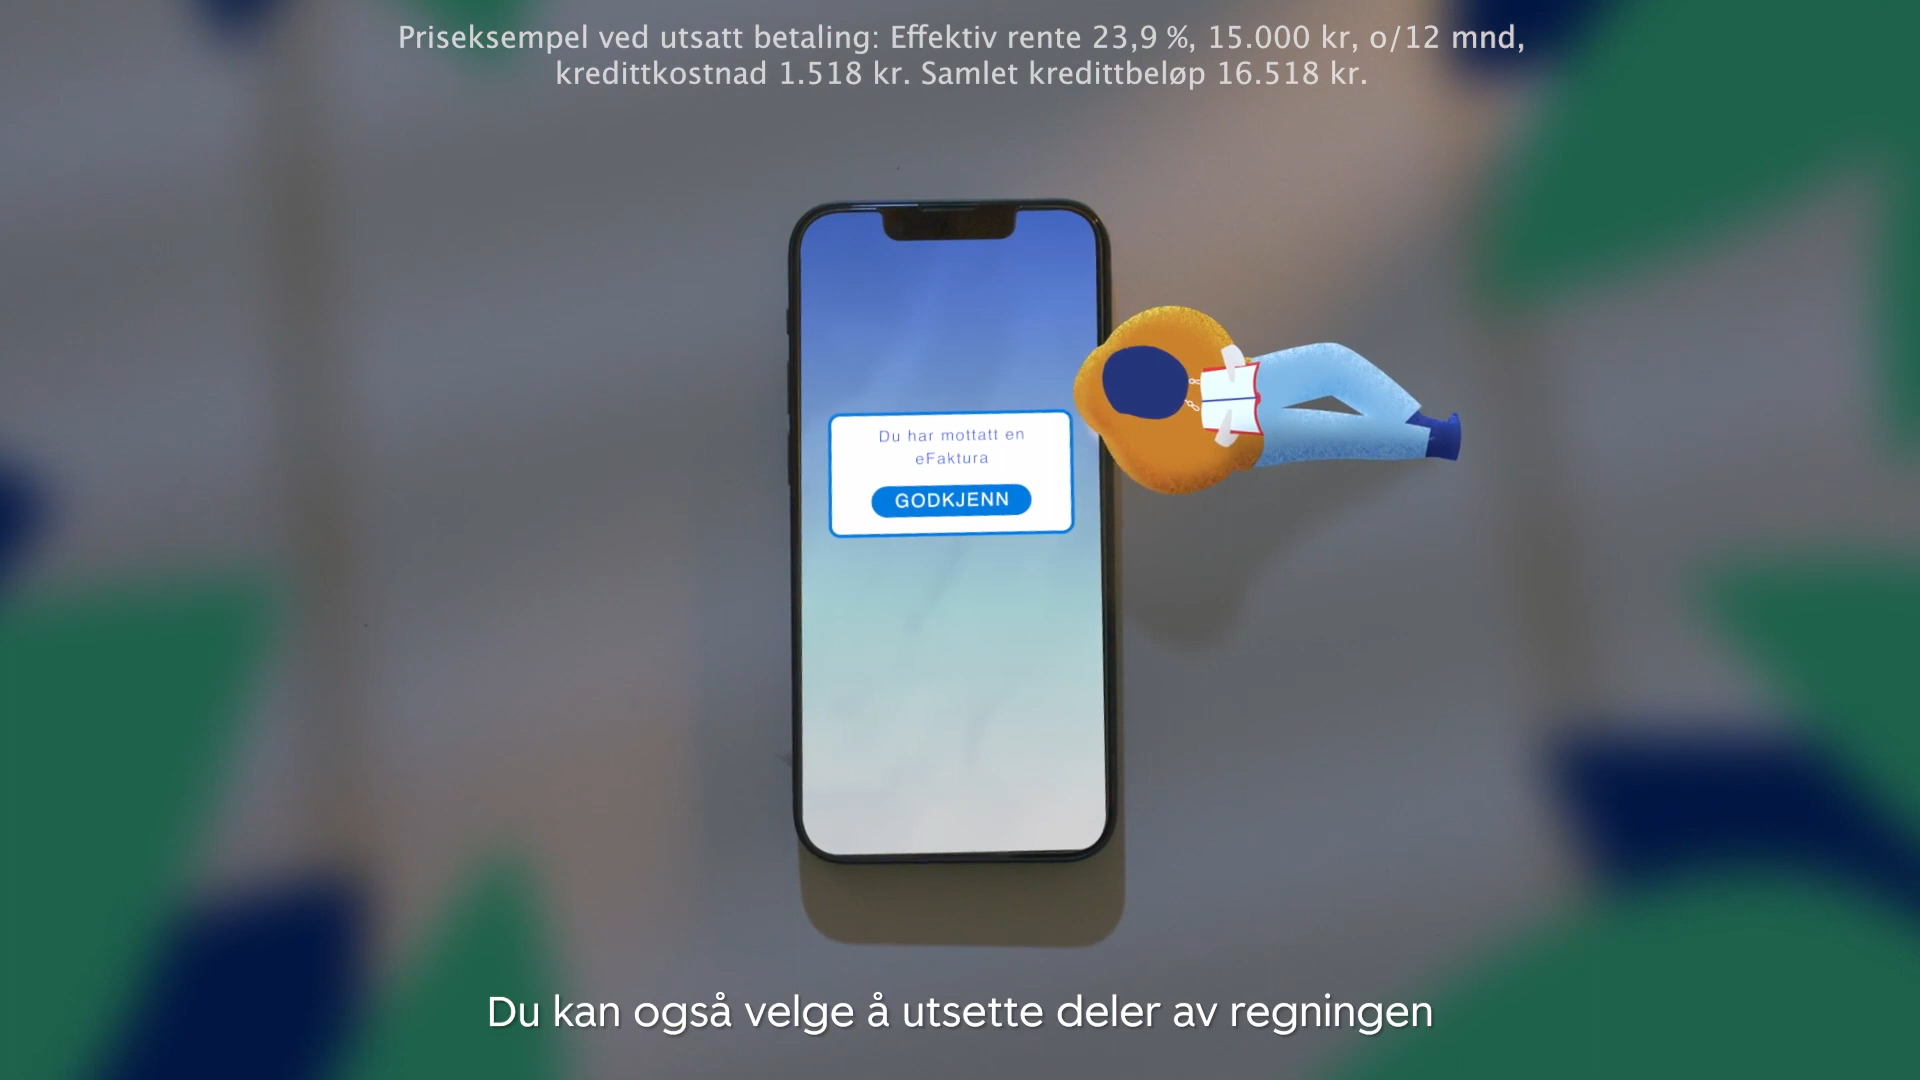 Priseksempel ved utsatt betaling: Effektiv rente 23,9 %, 15.000 kr, o/12 mnd,
kredittkostnad 1.518 kr. Samlet kredittbeløp 16.518 kr.
Du har mottatt en
eFaktura
GODKJENN
Du kan også velge å utsette deler av regningen